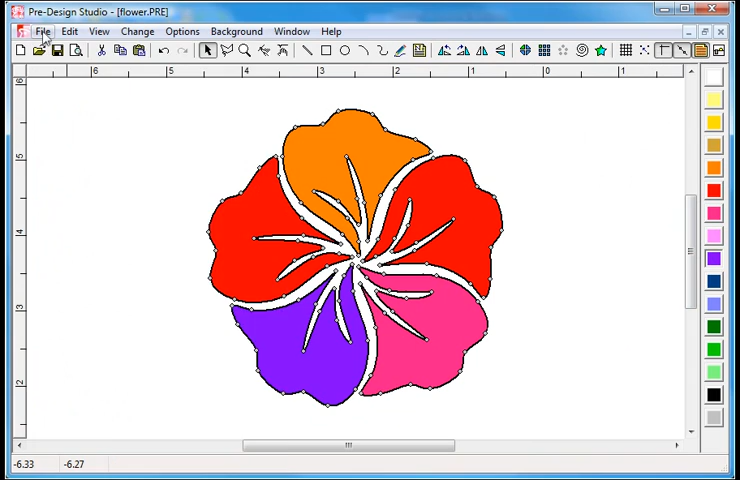 Pre-Design Studio - [flower.PRE]
File Edit View Change Options Background Window Help
6 5 4 3 2 1 0 1
6
5
4
3
2
-6.33 -6.27